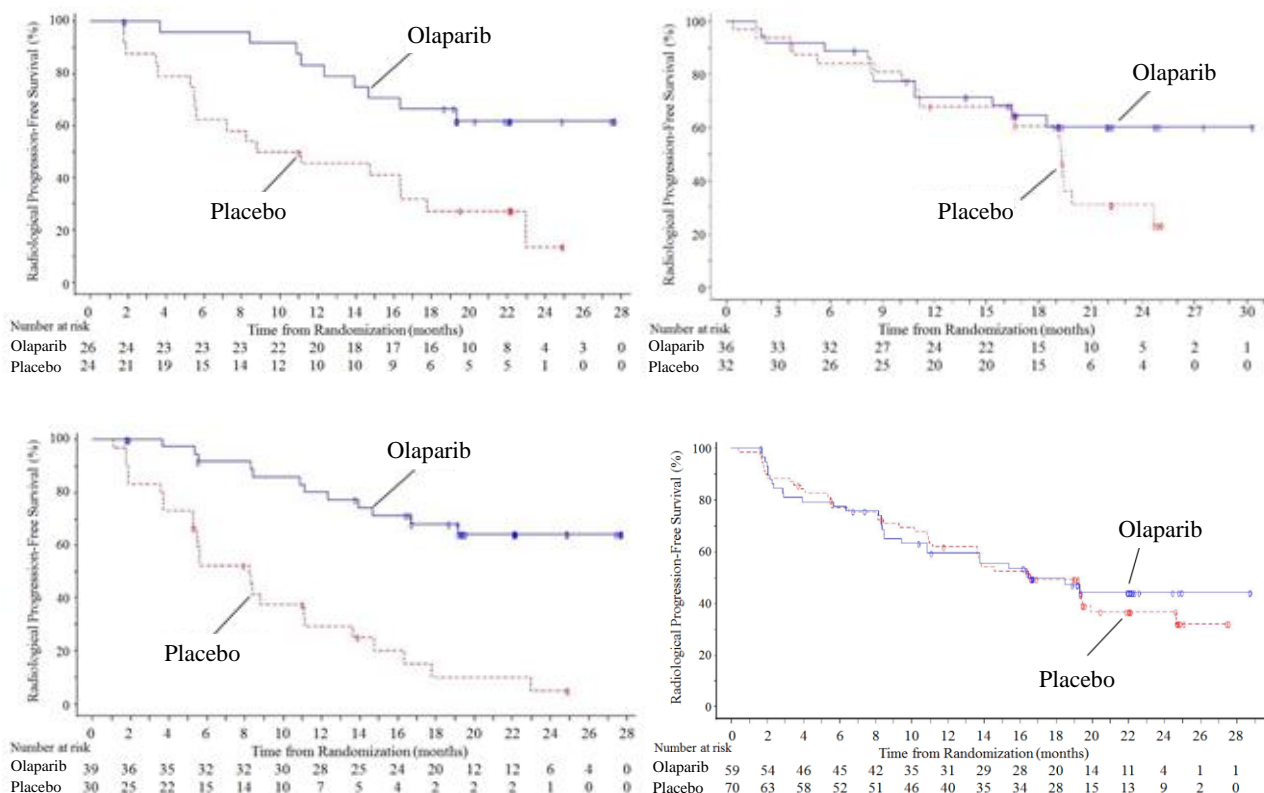 Radiological Progression-Free Survival (%)
100
80
60
40
20
0
Olaparib
Placebo
0 2 4 6 8 10 12 14 16 18 20 22 24 26 28
Number at risk
Time from Randomization (months)
Olaparib 26 24 23 23 23 22 20 18 17 16 10 8 4 3 0
Placebo 24 21 19 15 14 12 10 10 9 6 5 5 1 0 0
Radiological Progression-Free Survival (%)
100
80
60
40
20
0
Olaparib
Placebo
0 3 6 9 12 15 18 21 24 27 30
Number at risk
Time from Randomization (months)
Olaparib 36 33 32 27 24 22 15 10 5 2 1
Placebo 32 30 26 25 20 20 15 6 4 0 0
Radiological Progression-Free Survival (%)
100
80
60
40
20
0
Olaparib
Placebo
0 2 4 6 8 10 12 14 16 18 20 22 24 26 28
Number at risk
Time from Randomization (months)
Olaparib 39 36 35 32 32 30 28 25 24 20 12 12 6 4 0
Placebo 30 25 22 15 14 10 7 5 4 2 2 2 1 0 0
Radiological Progression-Free Survival (%)
100
80
60
40
20
0
Olaparib
Placebo
0 2 4 6 8 10 12 14 16 18 20 22 24 26 28
Number at risk
Time from Randomization (months)
Olaparib 59 54 46 45 42 35 31 29 28 20 14 11 4 1 1
Placebo 70 63 58 52 51 46 40 35 34 28 15 13 9 2 0